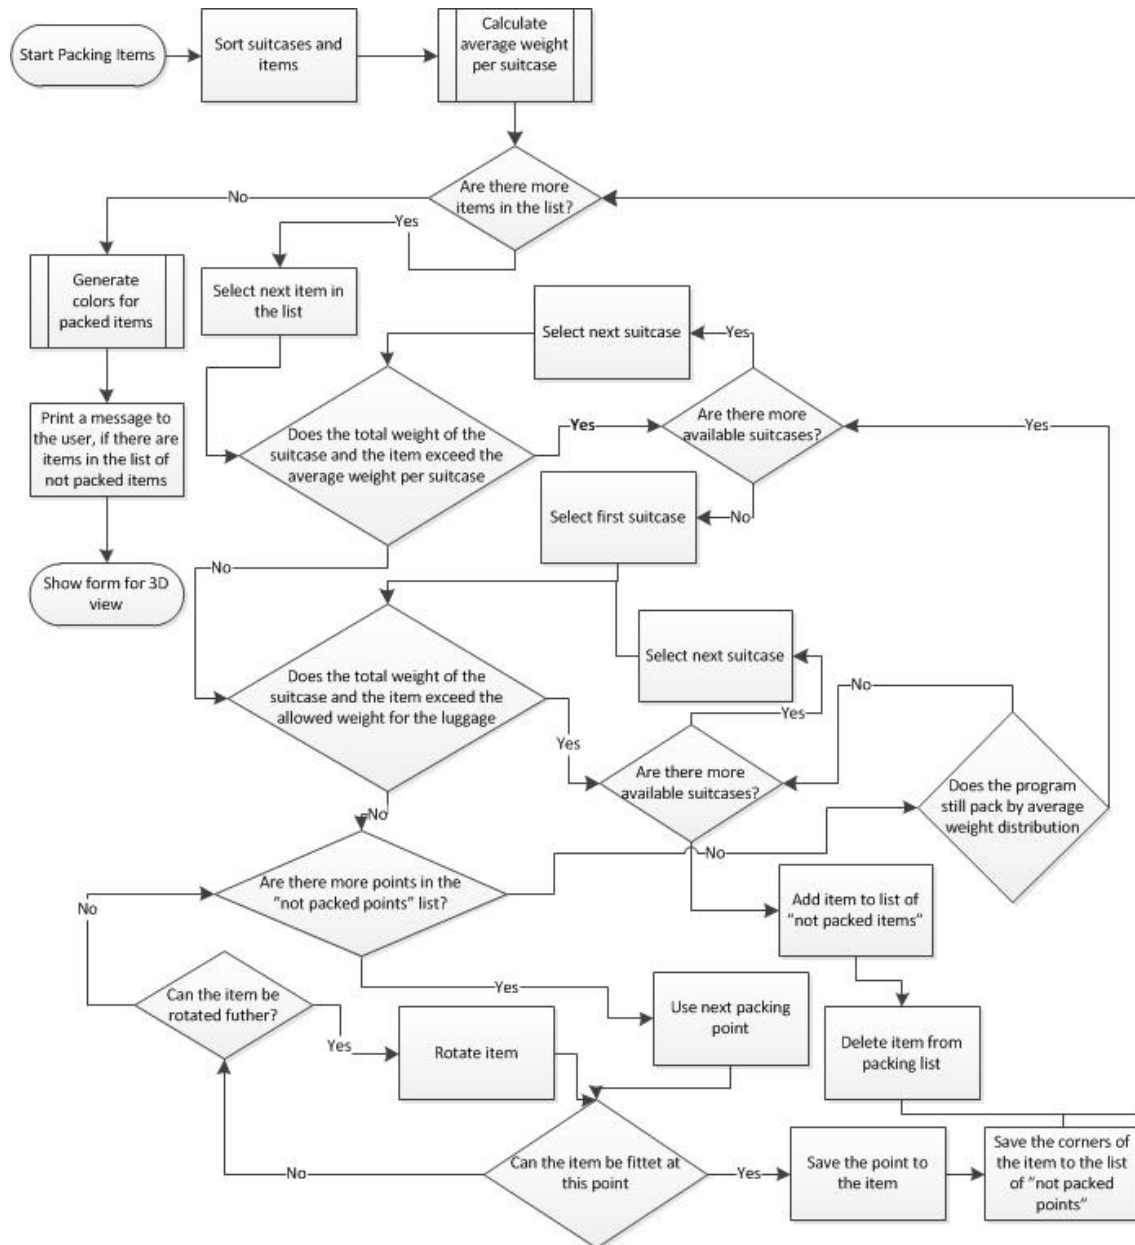 Start Packing Items
Sort suitcases and
items
Calculate
average weight
per suitcase
Are there more
items in the list?
No
Yes
Generate
colors for
packed items
Select next item in
the list
Select next suitcase
Yes
Are there more
available suitcases?
Print a message to
the user, if there are
items in the list of
not packed items
Does the total weight of the
suitcase and the item exceed the
average weight per suitcase
Yes
Yes
Select first suitcase
No
No
Show form for 3D
view
Select next suitcase
Does the total weight of the
suitcase and the item exceed the
allowed weight for the luggage
No
Yes
Yes
Are there more
available suitcases?
Does the program
still pack by average
weight distribution
No
No
Are there more points in the
"not packed points" list?
Add item to list of
"not packed items"
No
Can the item be
rotated futher?
Yes
Use next packing
point
Yes
Rotate item
Delete item from
packing list
No
Can the item be fittet at
this point
Yes
Save the point to
the item
Save the corners of
the item to the list
of "not packed
points"